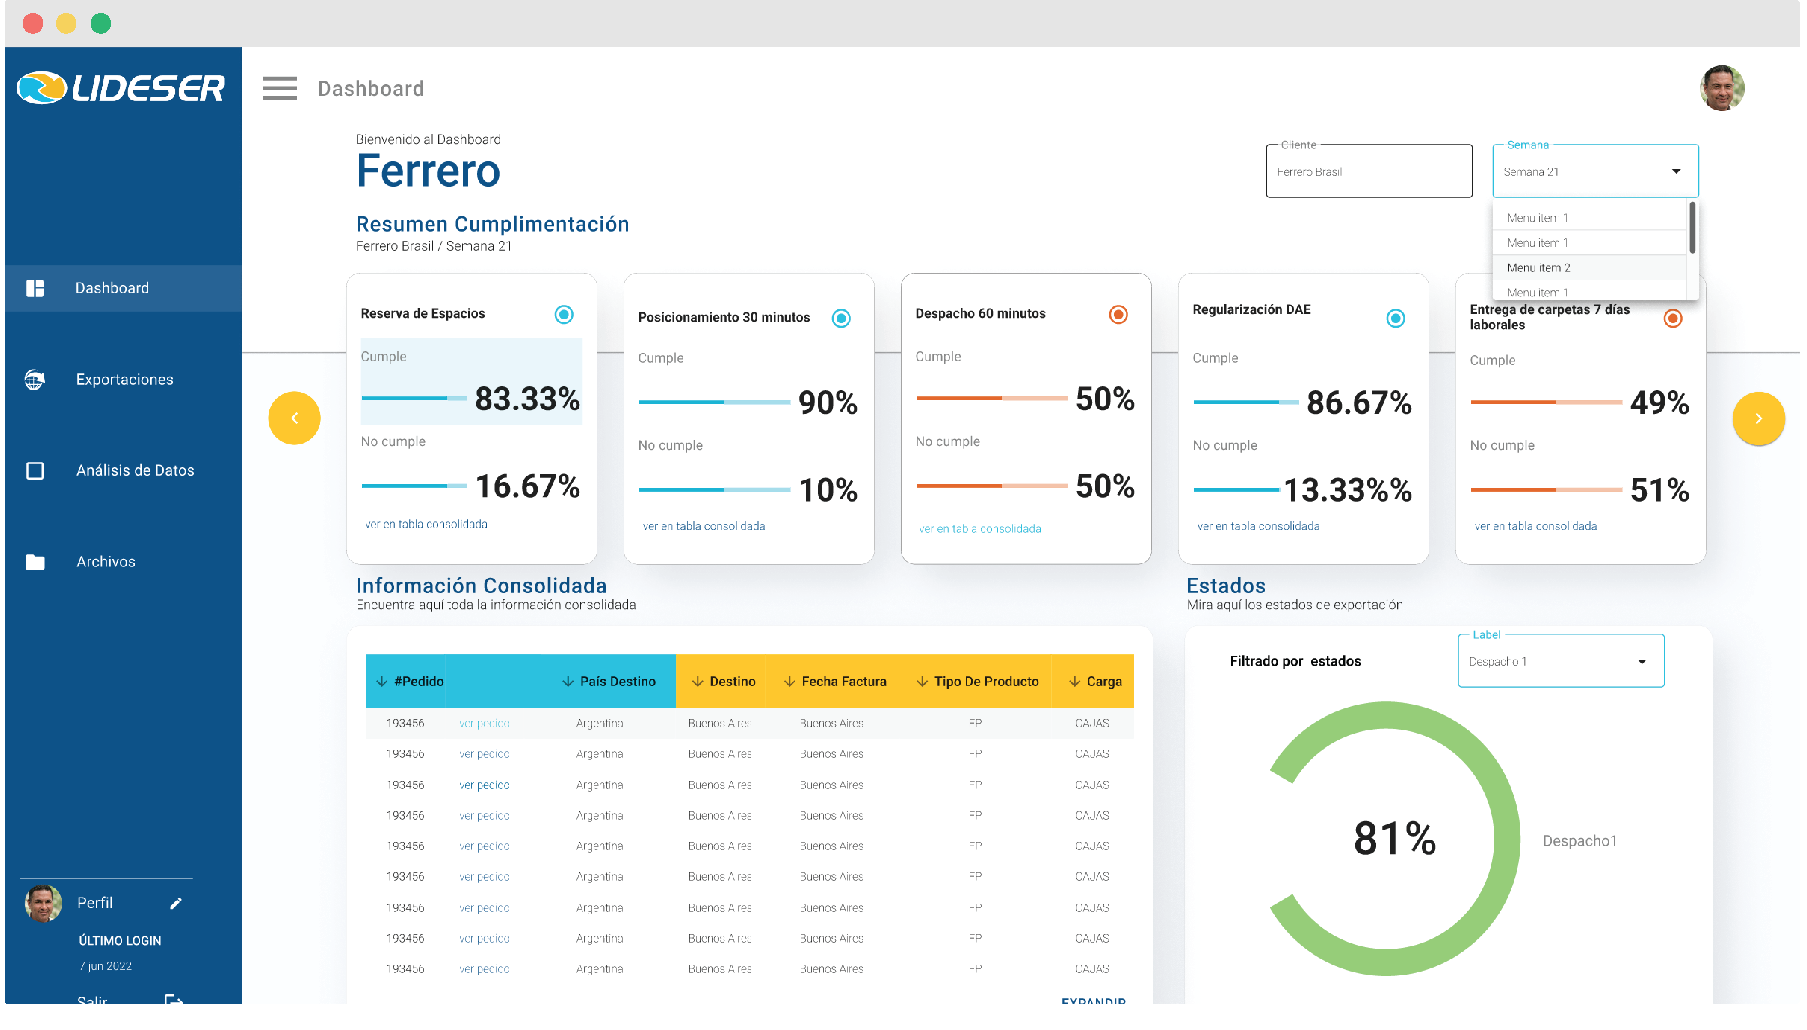 LIDESER
Dashboard
Bienvenido al Dashboard
Ferrero
Cliente
Ferrero Brasil
Semana
Semana 21
Menu item 1
Menu item 1
Menu item 2
Menu item 1
Resumen Cumplimentación
Ferrero Brasil / Semana 21
Dashboard
Exportaciones
Análisis de Datos
Archivos
Perfil
ÚLTIMO LOGIN
7 jun 2022
Salir
Reserva de Espacios
Cumple
83.33%
No cumple
16.67%
ver en tabla consolidada
Posicionamiento 30 minutos
Cumple
90%
No cumple
10%
ver en tabla consolidada
Despacho 60 minutos
Cumple
50%
No cumple
50%
ver en tabla consolidada
Regularización DAE
Cumple
86.67%
No cumple
13.33%%
ver en tabla consolidada
Entrega de carpetas 7 días
laborales
Cumple
49%
No cumple
51%
ver en tabla consolidada
Información Consolidada
Encuentra aquí toda la información consolidada
#Pedido País Destino Destino Fecha Factura Tipo De Producto Carga
193456 ver pedido Argentina Buenos Aires Buenos Aires FP CAJAS
193456 ver pedido Argentina Buenos Aires Buenos Aires FP CAJAS
193456 ver pedido Argentina Buenos Aires Buenos Aires FP CAJAS
193456 ver pedido Argentina Buenos Aires Buenos Aires FP CAJAS
193456 ver pedido Argentina Buenos Aires Buenos Aires FP CAJAS
193456 ver pedido Argentina Buenos Aires Buenos Aires FP CAJAS
193456 ver pedido Argentina Buenos Aires Buenos Aires FP CAJAS
193456 ver pedido Argentina Buenos Aires Buenos Aires FP CAJAS
193456 ver pedido Argentina Buenos Aires Buenos Aires FP CAJAS
EXPANDIR
Estados
Mira aquí los estados de exportación
Filtrado por estados
Label
Despacho 1
81%
Despacho1